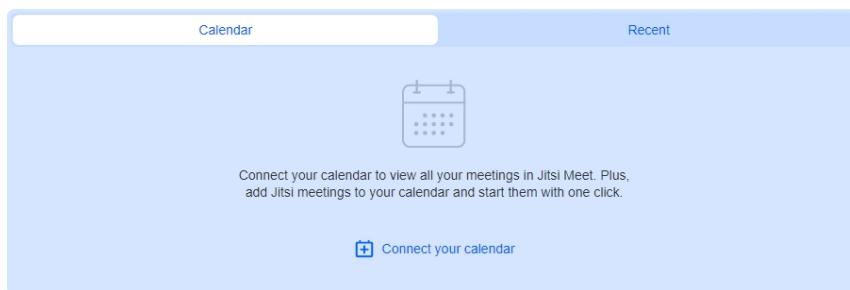 Calendar
Recent
Connect your calendar to view all your meetings in Jitsi Meet. Plus,
add Jitsi meetings to your calendar and start them with one click.
Connect your calendar